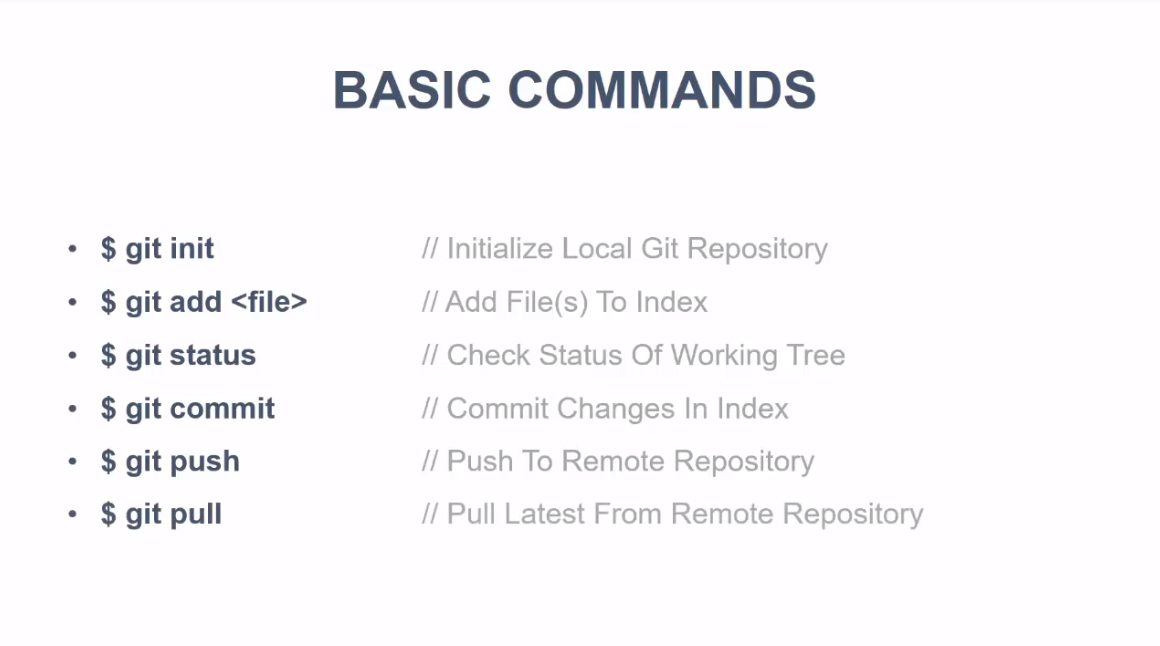 BASIC COMMANDS
• $ git init // Initialize Local Git Repository
• $ git add <file> // Add File(s) To Index
• $ git status // Check Status Of Working Tree
• $ git commit // Commit Changes In Index
• $ git push // Push To Remote Repository
• $ git pull // Pull Latest From Remote Repository